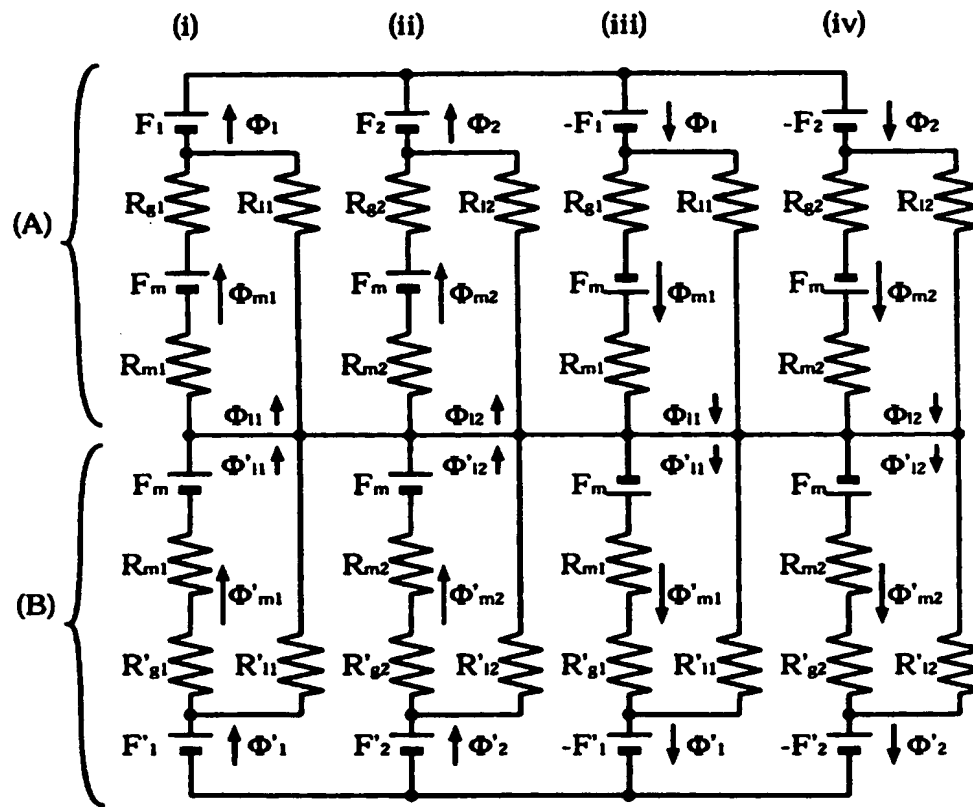 (i) (ii) (iii) (iv)
F1 Φ1 F2 Φ2 -F1 Φ1 -F2 Φ2
(A) Rg1 Rl1 Rg2 Rl2 Rg1 Rl1 Rg2 Rl2
Fm Φm1 Fm Φm2 Fm Φm1 Fm Φm2
Rm1 Rm2 Rm1 Rm2
Φl1 Φl2 Φl1 Φl2
Φ'l1 Φ'l2 Φ'l1 Φ'l2
Fm Fm Fm Fm
Rm1 Rm2 Rm1 Rm2
(B) Φ'm1 Φ'm2 Φ'm1 Φ'm2
R'g1 R'l1 R'g2 R'l2 R'g1 R'l1 R'g2 R'l2
F'1 Φ'1 F'2 Φ'2 -F'1 Φ'1 -F'2 Φ'2